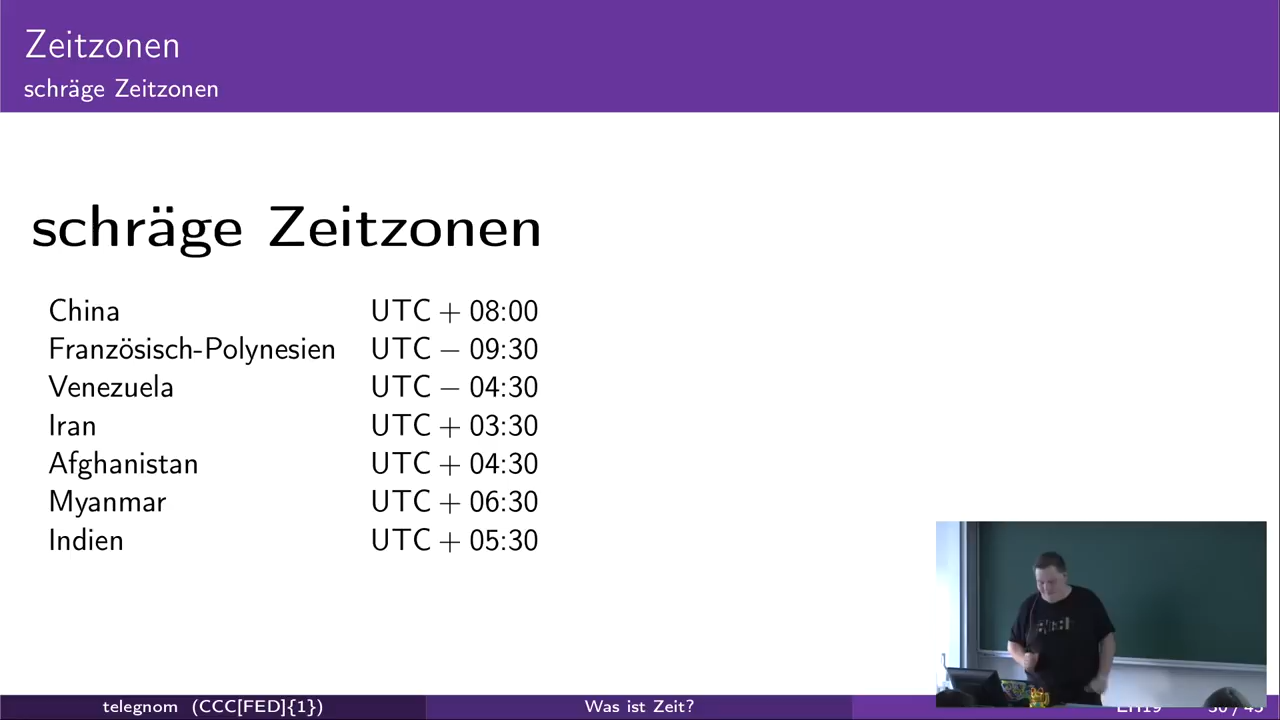 Zeitzonen
schräge Zeitzonen
schräge Zeitzonen
China UTC + 08:00
Französisch-Polynesien UTC − 09:30
Venezuela UTC − 04:30
Iran UTC + 03:30
Afghanistan UTC + 04:30
Myanmar UTC + 06:30
Indien UTC + 05:30
telegnom (CCC[FED]{1}) Was ist Zeit? EH19